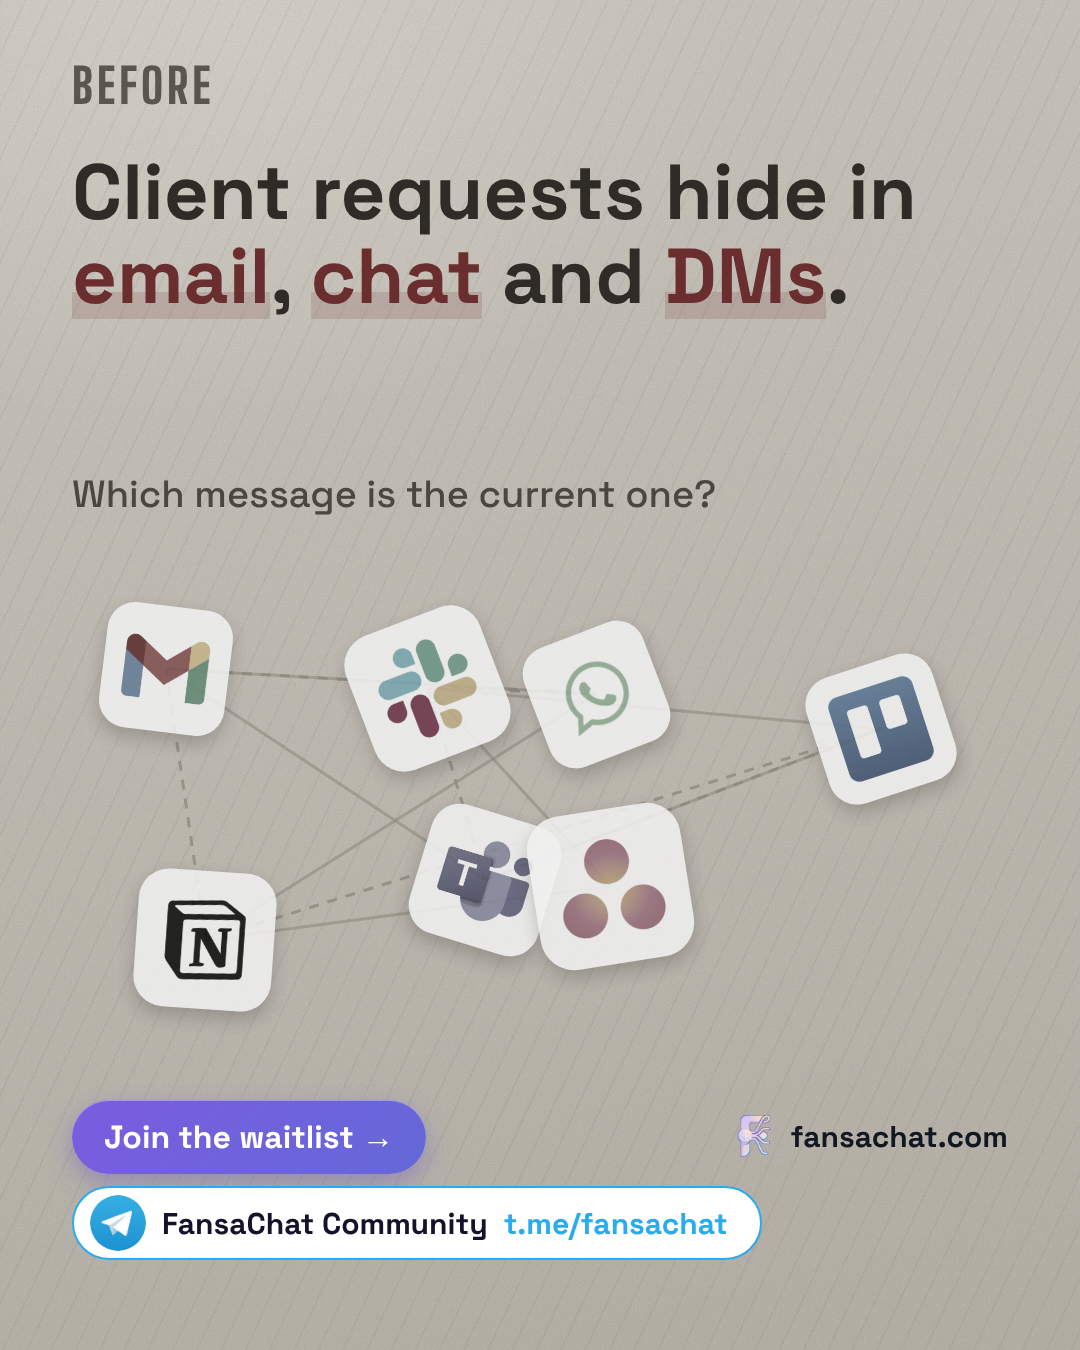 BEFORE
Client requests hide in
email, chat and DMs.
Which message is the current one?
T
N
Join the waitlist →
fansachat.com
FansaChat Community t.me/fansachat